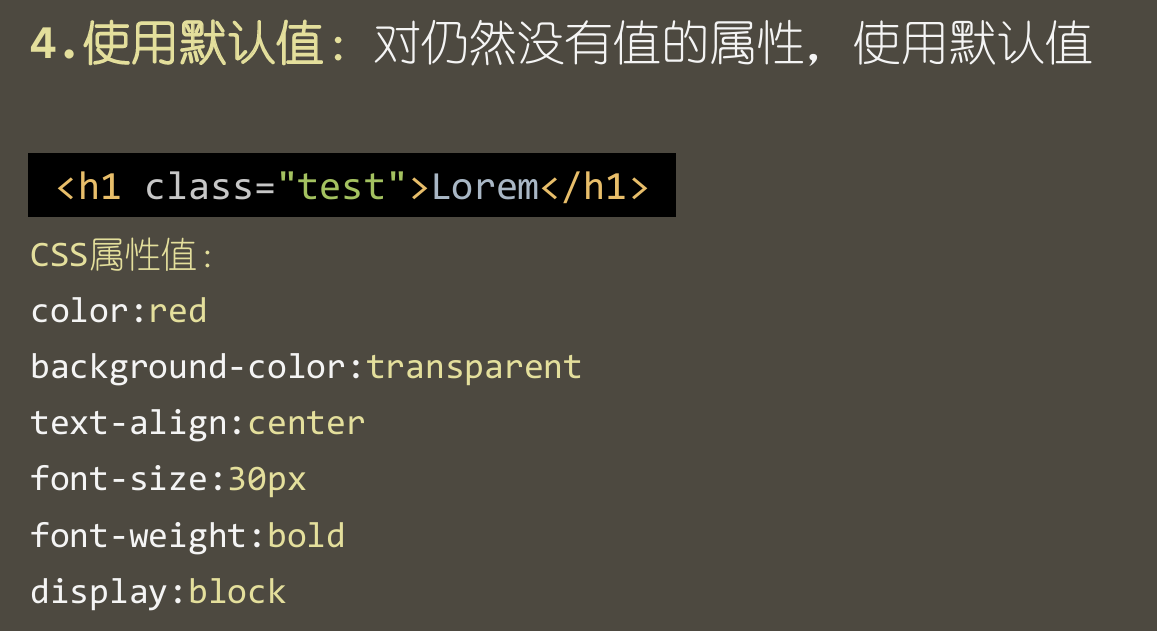 4.使用默认值：对仍然没有值的属性，使用默认值
<h1 class="test">Lorem</h1>
CSS属性值：
color:red
background-color:transparent
text-align:center
font-size:30px
font-weight:bold
display:block